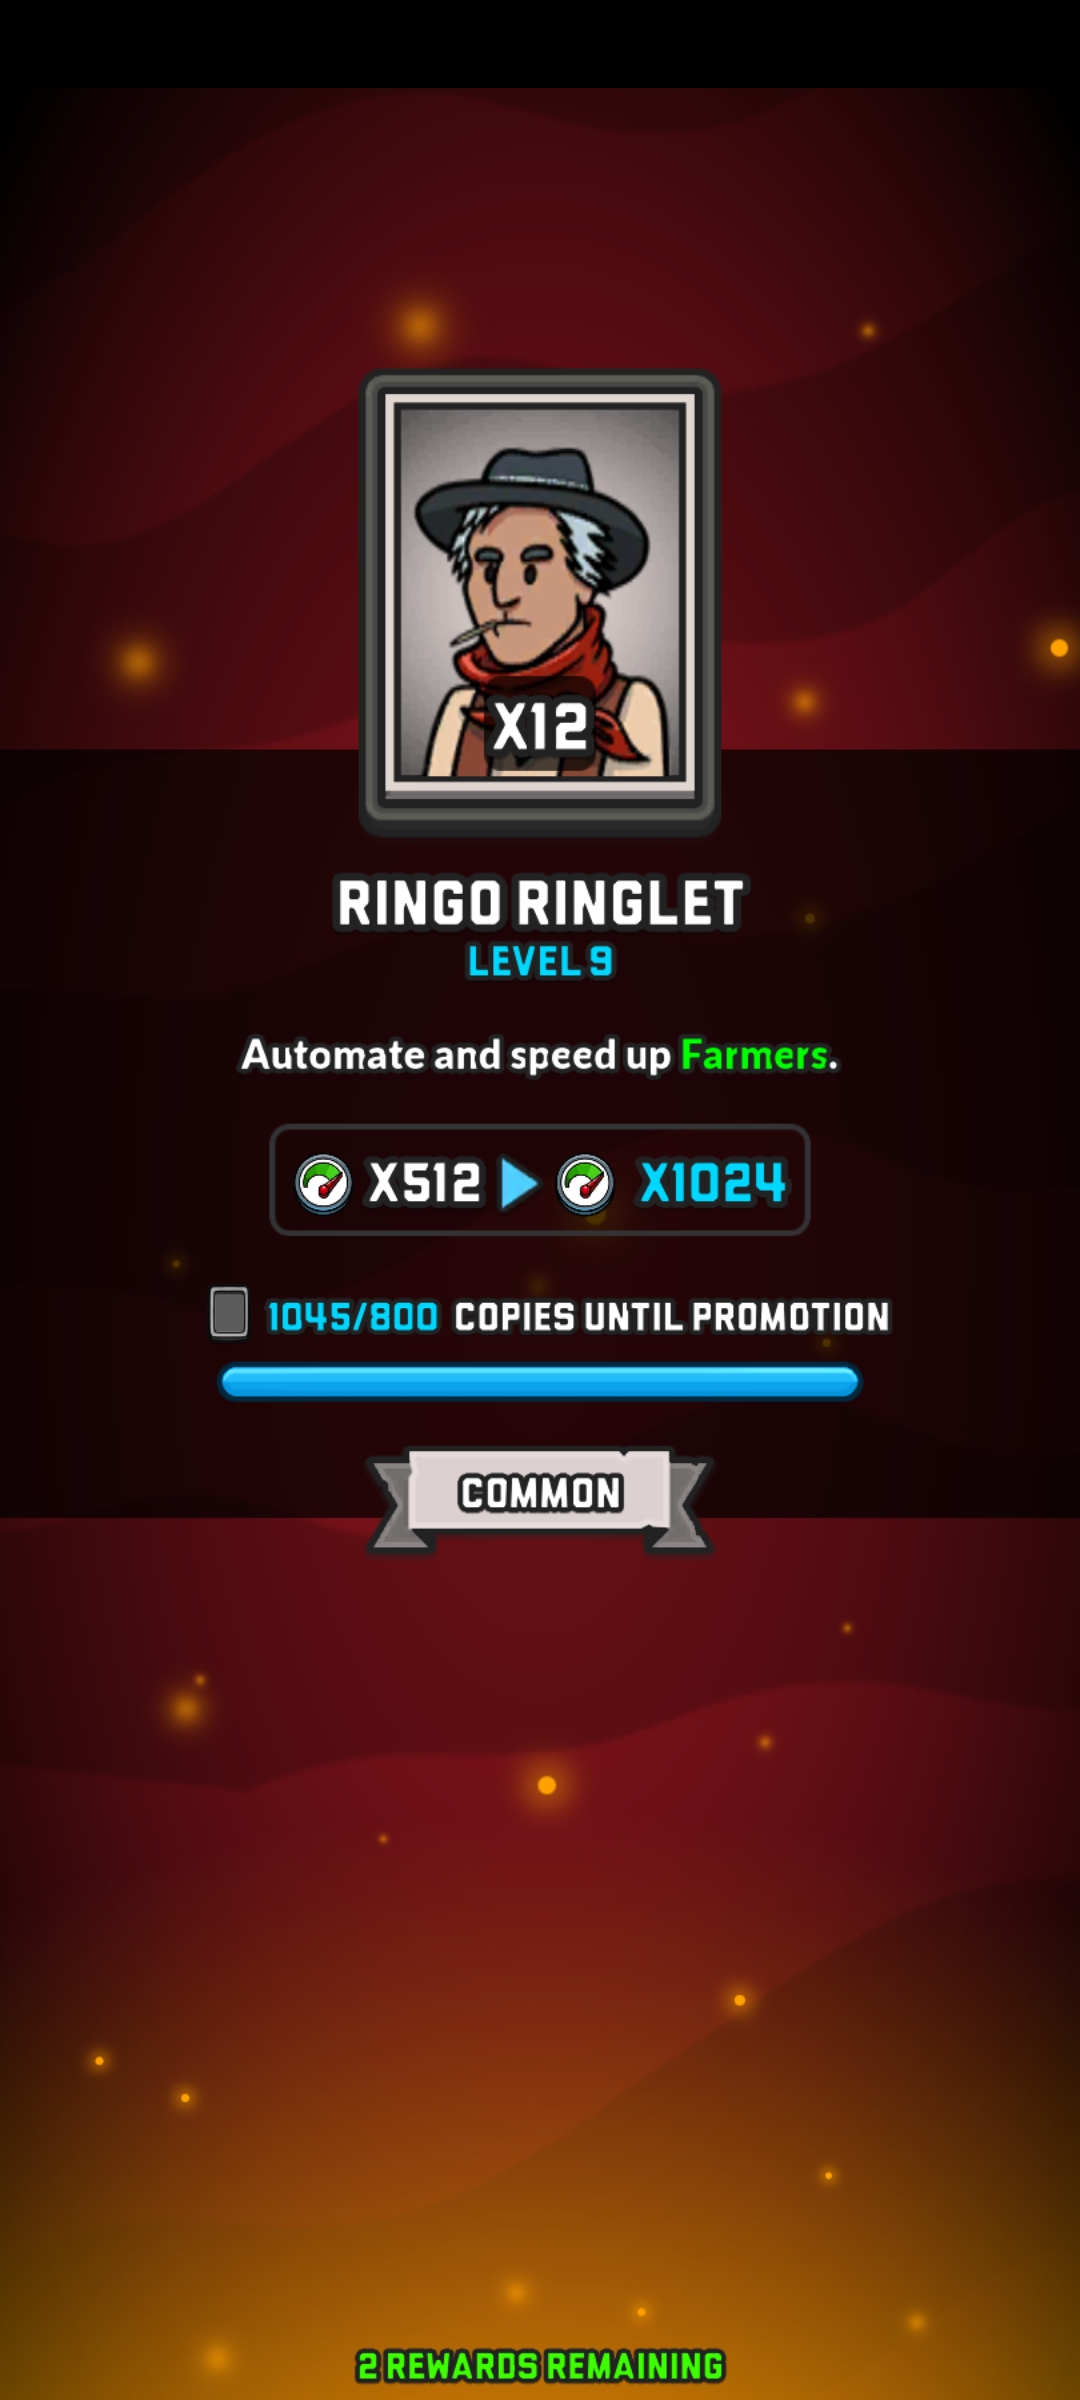 X12
RINGO RINGLET
LEVEL 9
Automate and speed up Farmers.
X512 X1024
1045/800 COPIES UNTIL PROMOTION
COMMON
2 REWARDS REMAINING